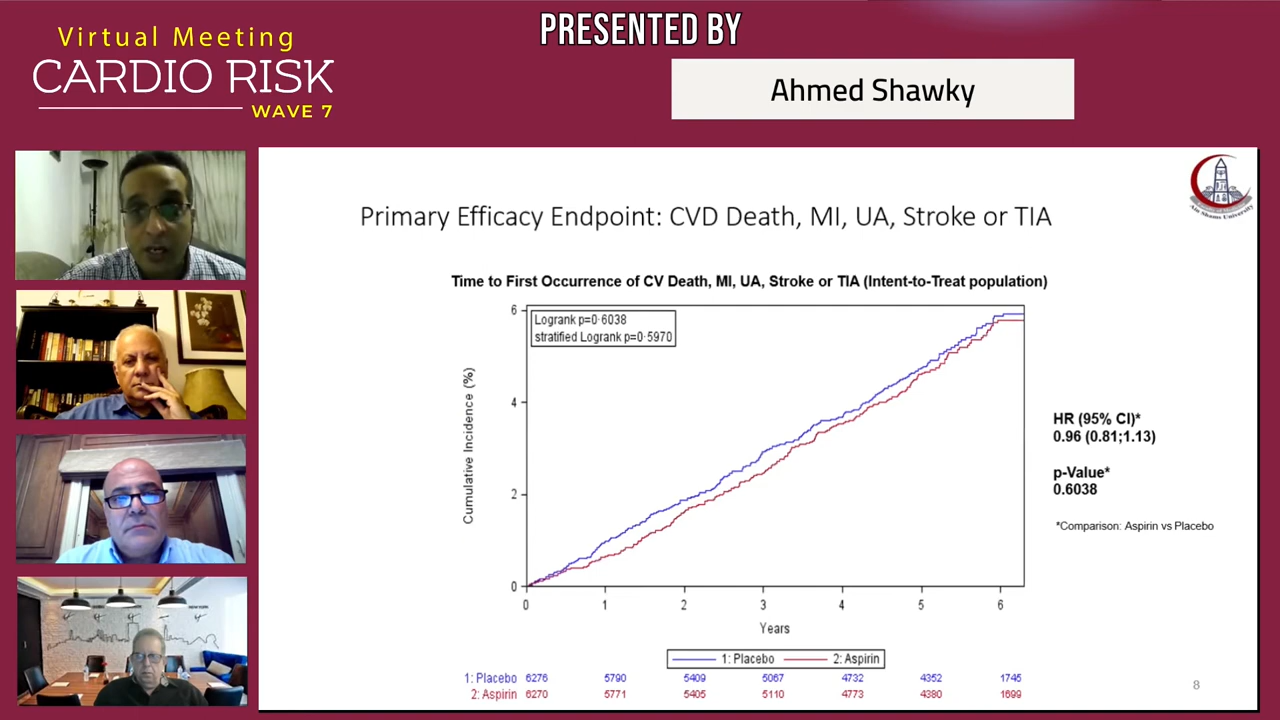 Virtual Meeting
CARDIO RISK
WAVE 7
PRESENTED BY
Ahmed Shawky
Ain Shams University
Primary Efficacy Endpoint: CVD Death, MI, UA, Stroke or TIA
Time to First Occurrence of CV Death, MI, UA, Stroke or TIA (Intent-to-Treat population)
Logrank p=0·6038
stratified Logrank p=0·5970
Cumulative Incidence (%)
6
4
2
0
0 1 2 3 4 5 6
Years
HR (95% CI)*
0.96 (0.81;1.13)
p-Value*
0.6038
*Comparison: Aspirin vs Placebo
1: Placebo 2: Aspirin
1: Placebo 6276 5790 5409 5067 4732 4352 1745
2: Aspirin 6270 5771 5405 5110 4773 4380 1699
8